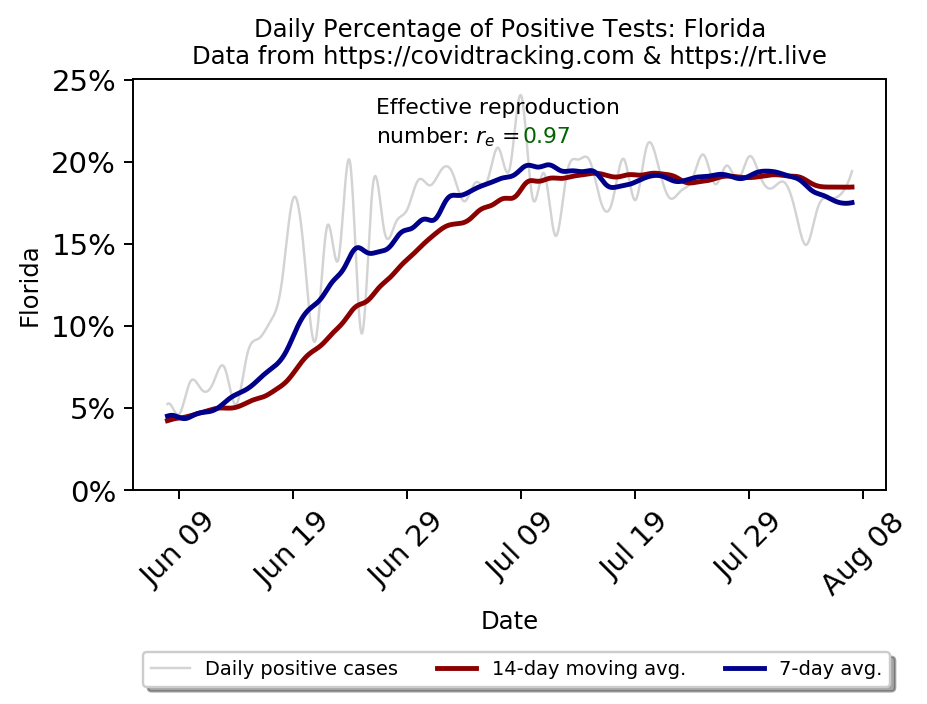 Daily Percentage of Positive Tests: Florida
Data from https://covidtracking.com & https://rt.live
Effective reproduction
number: rₑ =0.97
25%
20%
15%
10%
5%
0%
Florida
Jun 09
Jun 19
Jun 29
Jul 09
Jul 19
Jul 29
Aug 08
Date
Daily positive cases
14-day moving avg.
7-day avg.